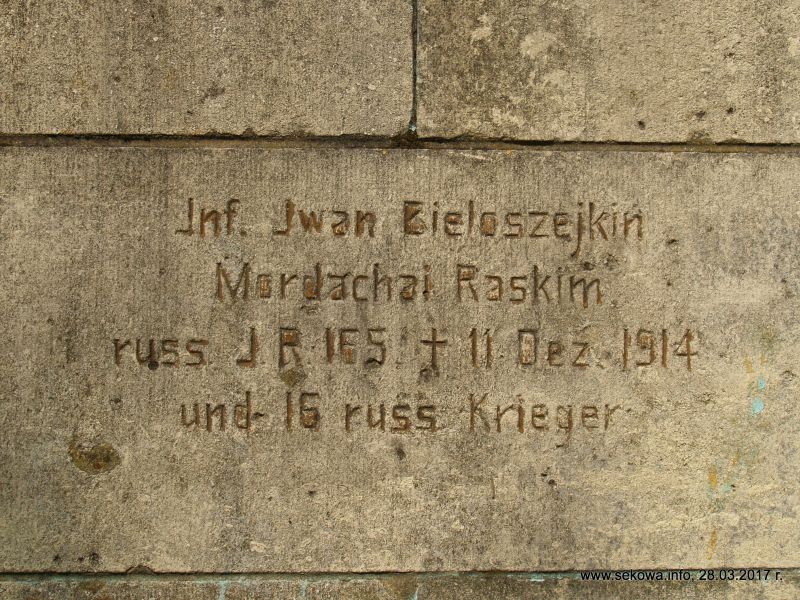 Jnf. Jwan Bieloszejkin
Mordachai Raskim
russ. J.R. 165. † 11. Dez. 1914
und 16 russ. Krieger
www.sekowa.info. 28.03.2017 r.